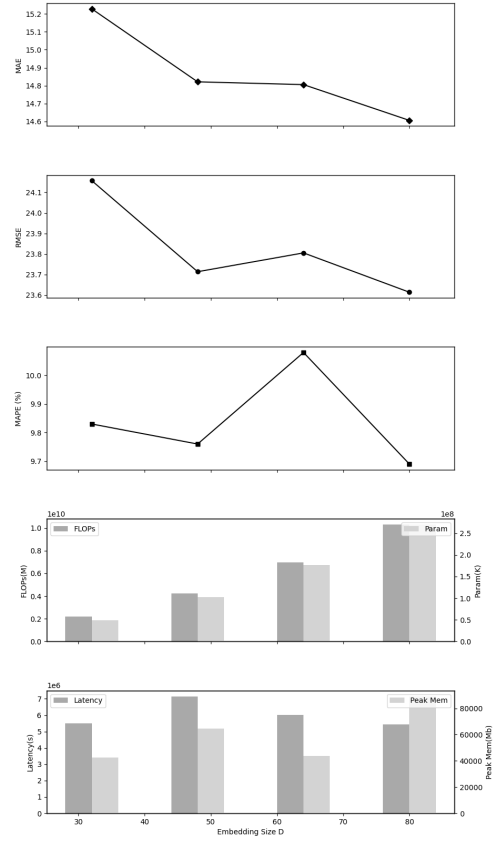 15.2
15.1
15.0
14.9
14.8
14.7
14.6
MAE
24.1
24.0
23.9
23.8
23.7
23.6
RMSE
10.0
9.9
9.8
9.7
MAPE (%)
1e10
1e8
FLOPs
Param
1.0
0.8
0.6
0.4
0.2
0.0
FLOPs(M)
2.5
2.0
1.5
1.0
0.5
0.0
Param(K)
1e6
Latency
Peak Mem
7
6
5
4
3
2
1
0
Latency(s)
80000
60000
40000
20000
0
Peak Mem(Mb)
30 40 50 60 70 80
Embedding Size D